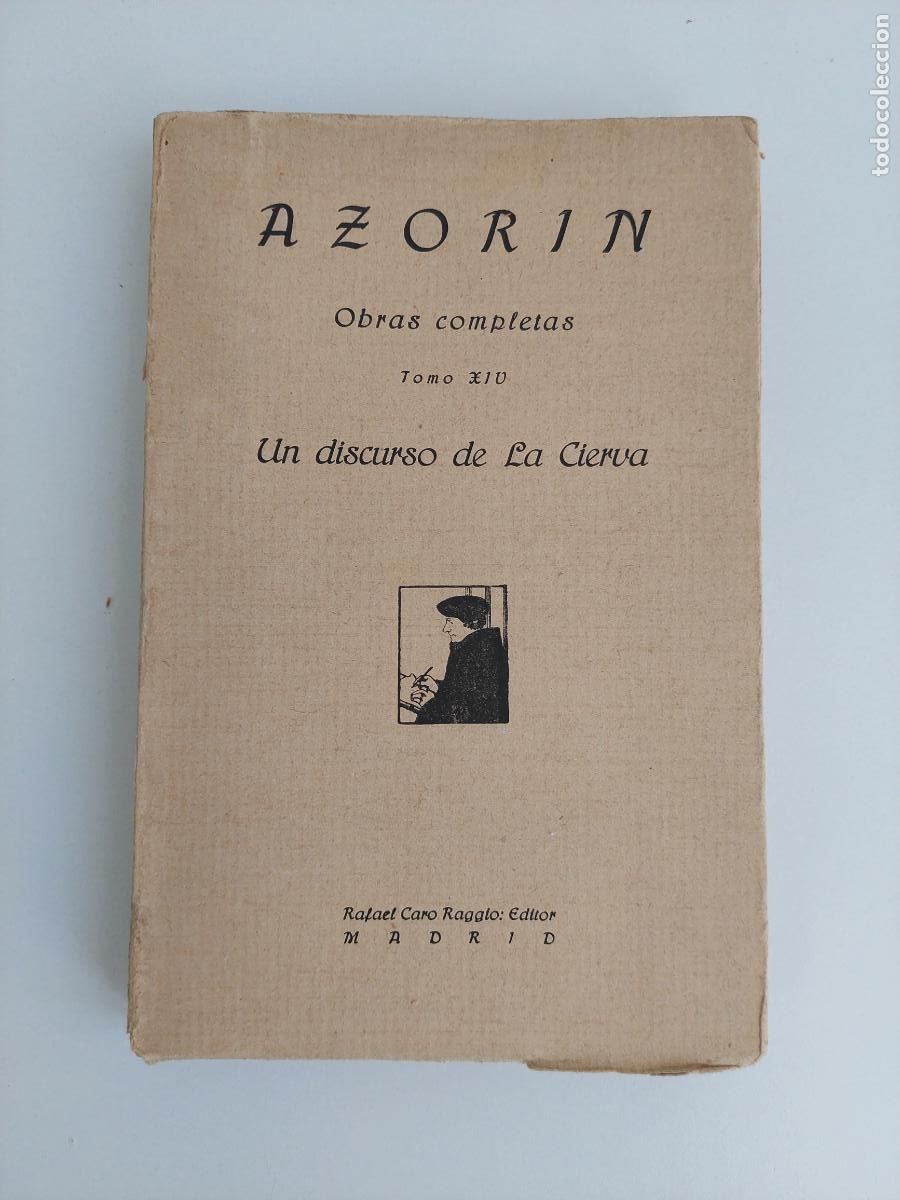 AZORIN
Obras completas
Tomo XIV
Un discurso de La Cierva
Rafael Caro Raggio: Editor
MADRID
todocoleccion